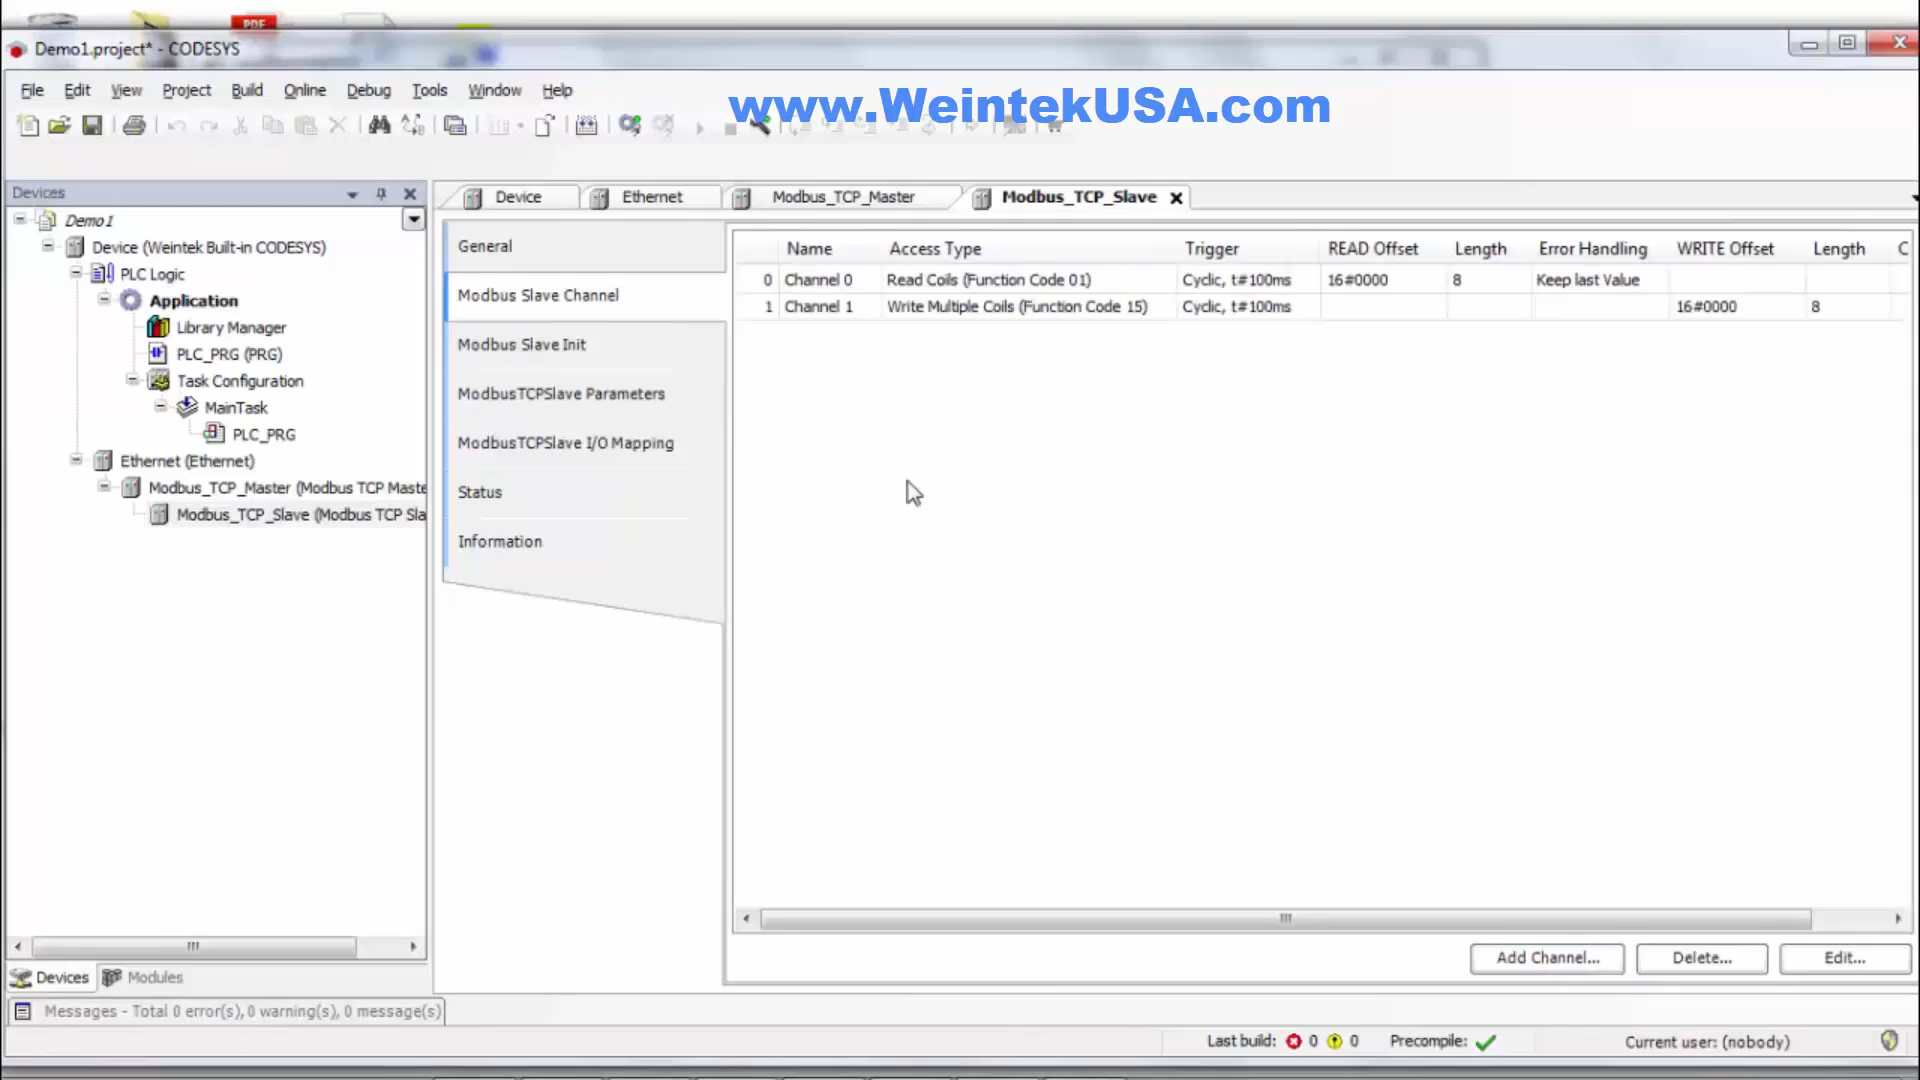 PDF
Demo1.project* - CODESYS
File Edit View Project Build Online Debug Tools Window Help
www.WeintekUSA.com
Devices
Demo1
Device (Weintek Built-in CODESYS)
PLC Logic
Application
Library Manager
PLC_PRG (PRG)
Task Configuration
MainTask
PLC_PRG
Ethernet (Ethernet)
Modbus_TCP_Master (Modbus TCP Maste
Modbus_TCP_Slave (Modbus TCP Sla
Devices Modules
Device Ethernet Modbus_TCP_Master Modbus_TCP_Slave
General
Modbus Slave Channel
Modbus Slave Init
ModbusTCPSlave Parameters
ModbusTCPSlave I/O Mapping
Status
Information
Name Access Type Trigger READ Offset Length Error Handling WRITE Offset Length C
0 Channel 0 Read Coils (Function Code 01) Cyclic, t#100ms 16#0000 8 Keep last Value
1 Channel 1 Write Multiple Coils (Function Code 15) Cyclic, t#100ms 16#0000 8
Add Channel... Delete... Edit...
Messages - Total 0 error(s), 0 warning(s), 0 message(s)
Last build: 0 0 Precompile: Current user: (nobody)